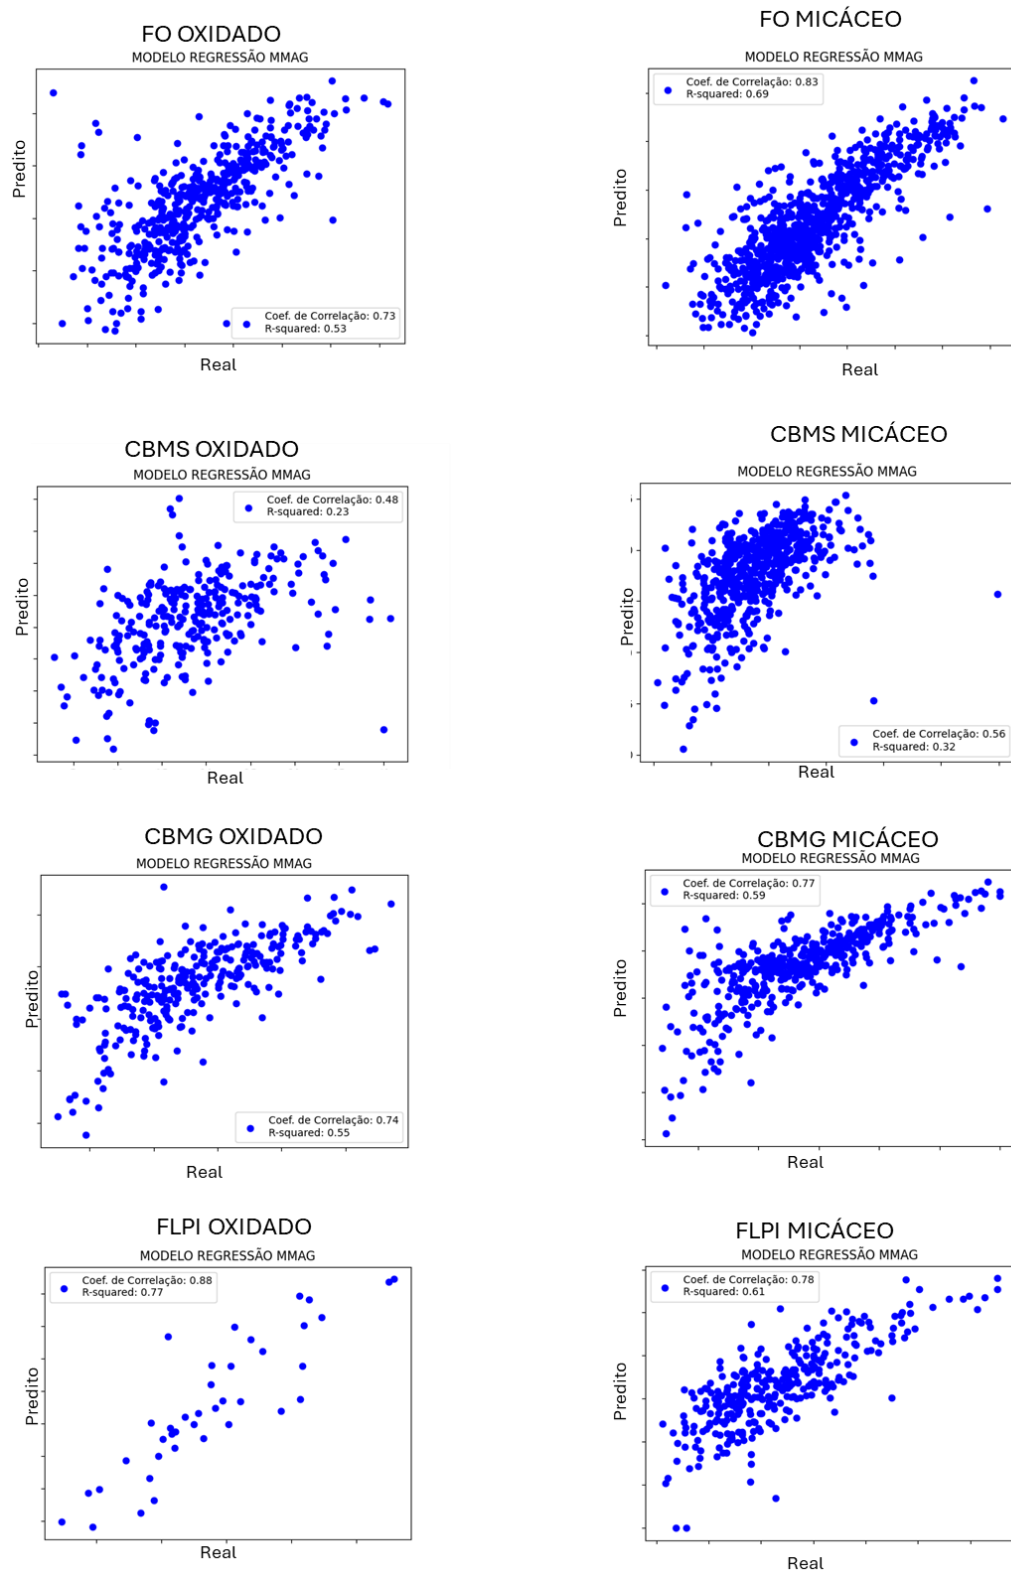 FO OXIDADO
MODELO REGRESSÃO MMAG
Predito
Coef. de Correlação: 0.73
R-squared: 0.53
Real
FO MICÁCEO
MODELO REGRESSÃO MMAG
Coef. de Correlação: 0.83
R-squared: 0.69
Predito
Real
CBMS OXIDADO
MODELO REGRESSÃO MMAG
Coef. de Correlação: 0.48
R-squared: 0.23
Predito
Real
CBMS MICÁCEO
MODELO REGRESSÃO MMAG
Predito
Coef. de Correlação: 0.56
R-squared: 0.32
Real
CBMG OXIDADO
MODELO REGRESSÃO MMAG
Predito
Coef. de Correlação: 0.74
R-squared: 0.55
Real
CBMG MICÁCEO
MODELO REGRESSÃO MMAG
Coef. de Correlação: 0.77
R-squared: 0.59
Predito
Real
FLPI OXIDADO
MODELO REGRESSÃO MMAG
Coef. de Correlação: 0.88
R-squared: 0.77
Predito
Real
FLPI MICÁCEO
MODELO REGRESSÃO MMAG
Coef. de Correlação: 0.78
R-squared: 0.61
Predito
Real